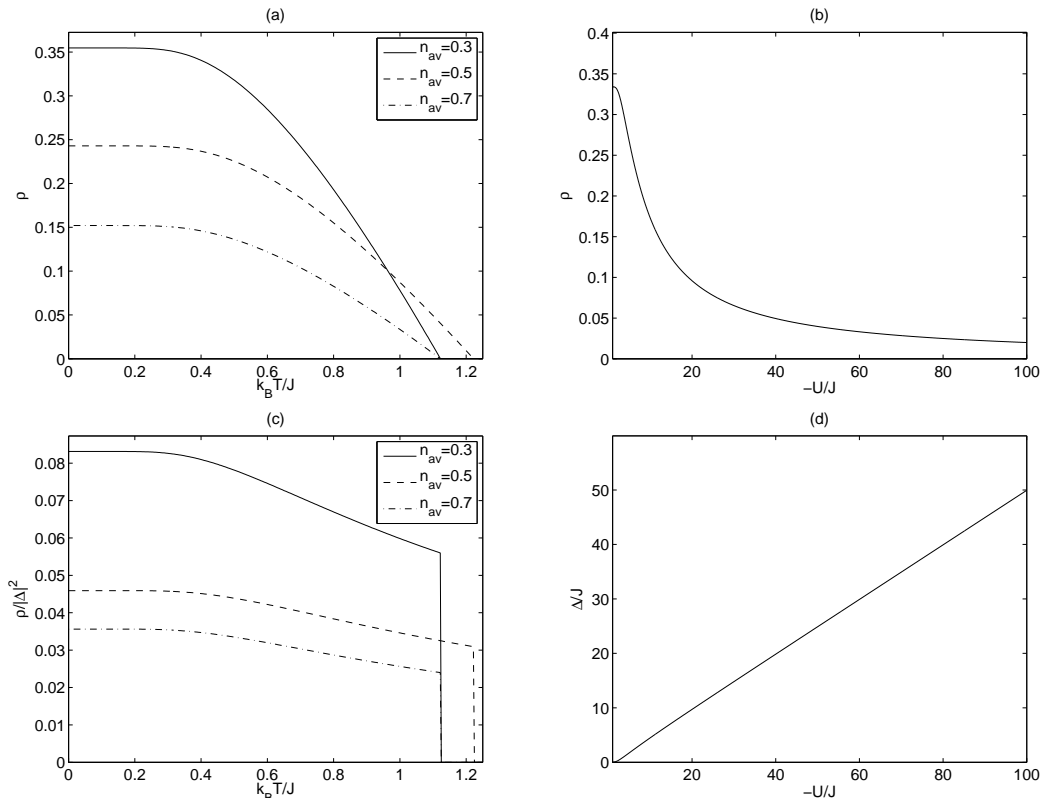 (a)
0.35
0.3
0.25
0.2
0.15
0.1
0.05
0
ρ
0 0.2 0.4 0.6 0.8 1 1.2
k_B T/J
n_av=0.3
n_av=0.5
n_av=0.7
(b)
0.4
0.35
0.3
0.25
0.2
0.15
0.1
0.05
0
ρ
20 40 60 80 100
−U/J
(c)
0.08
0.07
0.06
0.05
0.04
0.03
0.02
0.01
0
ρ/|Δ|²
0 0.2 0.4 0.6 0.8 1 1.2
k_B T/J
n_av=0.3
n_av=0.5
n_av=0.7
(d)
50
40
30
20
10
0
Δ/J
20 40 60 80 100
−U/J